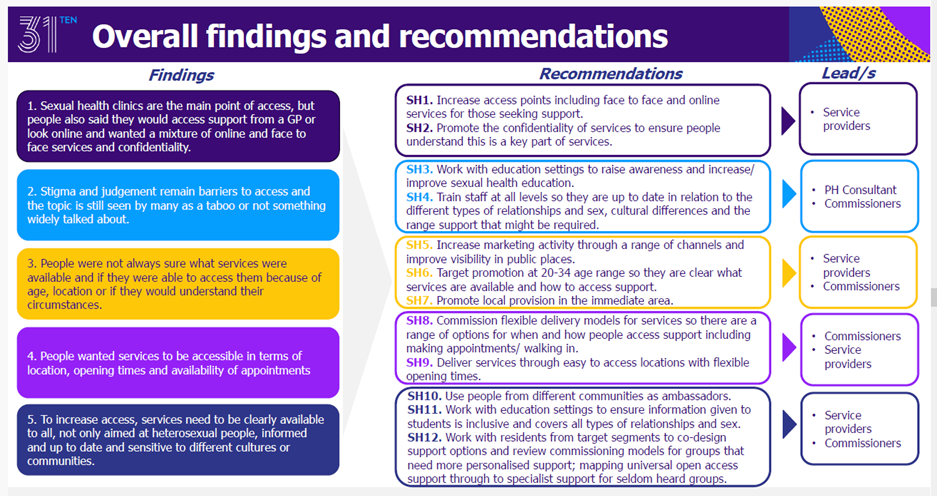 31 TEN
Overall findings and recommendations
Findings
Recommendations
Lead/s
1. Sexual health clinics are the main point of access, but
people also said they would access support from a GP or
look online and wanted a mixture of online and face to
face services and confidentiality.
SH1. Increase access points including face to face and online
services for those seeking support.
SH2. Promote the confidentiality of services to ensure people
understand this is a key part of services.
• Service
providers
2. Stigma and judgement remain barriers to access and
the topic is still seen by many as a taboo or not something
widely talked about.
SH3. Work with education settings to raise awareness and increase/
improve sexual health education.
SH4. Train staff at all levels so they are up to date in relation to the
different types of relationships and sex, cultural differences and the
range support that might be required.
• PH Consultant
• Commissioners
3. People were not always sure what services were
available and if they were able to access them because of
age, location or if they would understand their
circumstances.
SH5. Increase marketing activity through a range of channels and
improve visibility in public places.
SH6. Target promotion at 20-34 age range so they are clear what
services are available and how to access support.
SH7. Promote local provision in the immediate area.
• Service
providers
• Commissioners
4. People wanted services to be accessible in terms of
location, opening times and availability of appointments
SH8. Commission flexible delivery models for services so there are a
range of options for when and how people access support including
making appointments/ walking in.
SH9. Deliver services through easy to access locations with flexible
opening times.
• Commissioners
• Service
providers
5. To increase access, services need to be clearly available
to all, not only aimed at heterosexual people, informed
and up to date and sensitive to different cultures or
communities.
SH10. Use people from different communities as ambassadors.
SH11. Work with education settings to ensure information given to
students is inclusive and covers all types of relationships and sex.
SH12. Work with residents from target segments to co-design
support options and review commissioning models for groups that
need more personalised support; mapping universal open access
support through to specialist support for seldom heard groups.
• Service
providers
• Commissioners